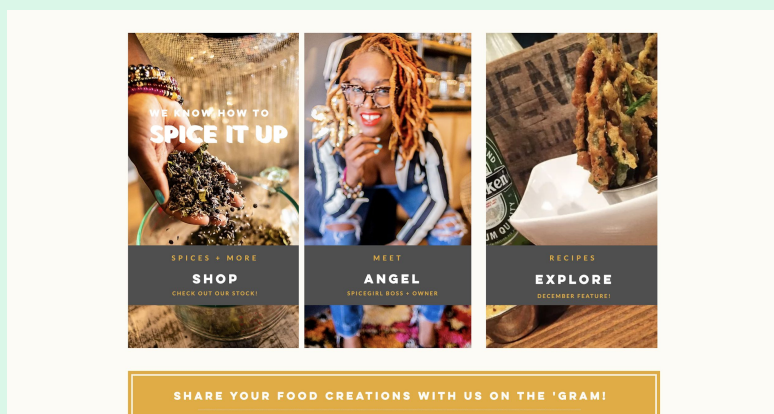 WE KNOW HOW TO
SPICE IT UP
SPICES + MORE
SHOP
CHECK OUT OUR STOCK!
MEET
ANGEL
SPICEGIRL BOSS + OWNER
RECIPES
EXPLORE
DECEMBER FEATURE!
SHARE YOUR FOOD CREATIONS WITH US ON THE 'GRAM!